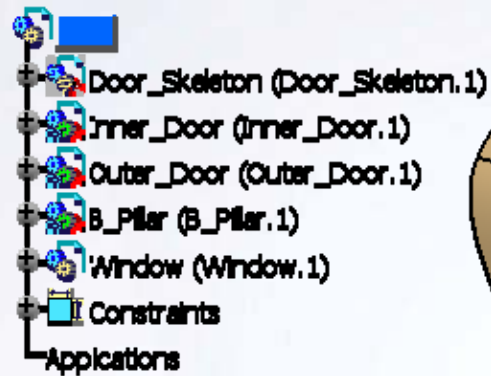 Door_Skeleton (Door_Skeleton.1)
Inner_Door (Inner_Door.1)
Outer_Door (Outer_Door.1)
B_Pillar (B_Pillar.1)
Window (Window.1)
Constraints
Applications